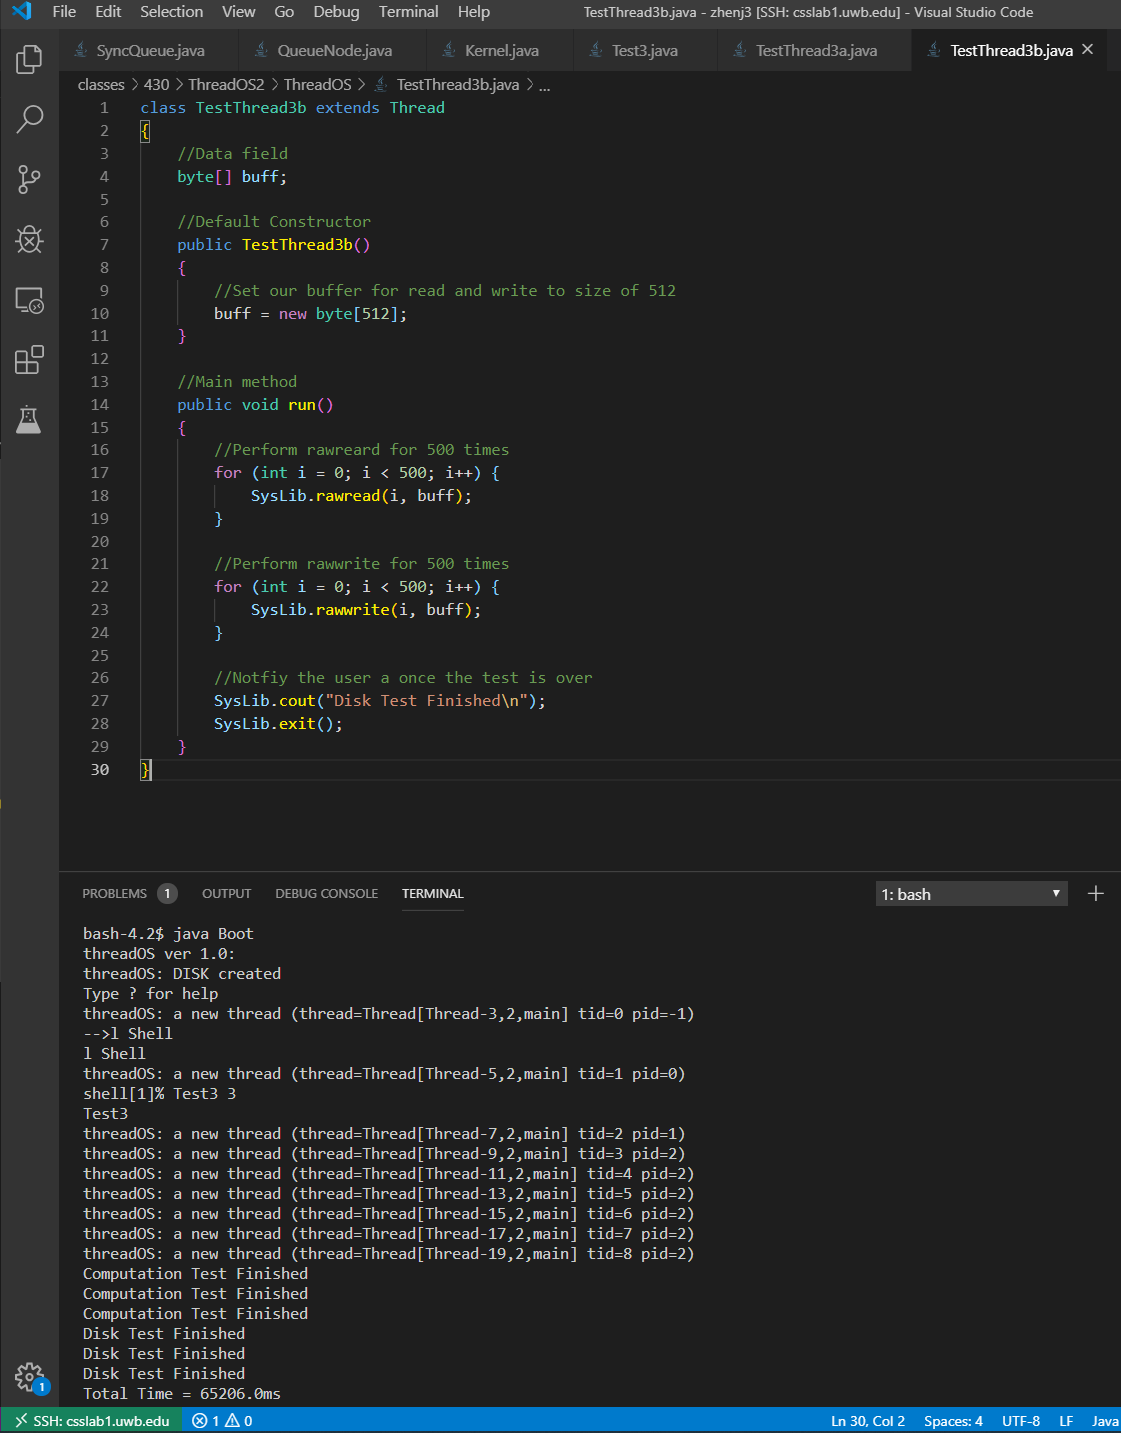 File Edit Selection View Go Debug Terminal Help TestThread3b.java - zhenj3 [SSH: csslab1.uwb.edu] - Visual Studio Code
SyncQueue.java QueueNode.java Kernel.java Test3.java TestThread3a.java TestThread3b.java ×
classes > 430 > ThreadOS2 > ThreadOS > TestThread3b.java > ...
1 class TestThread3b extends Thread
2 {
3 //Data field
4 byte[] buff;
5
6 //Default Constructor
7 public TestThread3b()
8 {
9 //Set our buffer for read and write to size of 512
10 buff = new byte[512];
11 }
12
13 //Main method
14 public void run()
15 {
16 //Perform rawreard for 500 times
17 for (int i = 0; i < 500; i++) {
18 SysLib.rawread(i, buff);
19 }
20
21 //Perform rawwrite for 500 times
22 for (int i = 0; i < 500; i++) {
23 SysLib.rawwrite(i, buff);
24 }
25
26 //Notfiy the user a once the test is over
27 SysLib.cout("Disk Test Finished\n");
28 SysLib.exit();
29 }
30 }
PROBLEMS 1 OUTPUT DEBUG CONSOLE TERMINAL 1: bash
bash-4.2$ java Boot
threadOS ver 1.0:
threadOS: DISK created
Type ? for help
threadOS: a new thread (thread=Thread[Thread-3,2,main] tid=0 pid=-1)
-->l Shell
l Shell
threadOS: a new thread (thread=Thread[Thread-5,2,main] tid=1 pid=0)
shell[1]% Test3 3
Test3
threadOS: a new thread (thread=Thread[Thread-7,2,main] tid=2 pid=1)
threadOS: a new thread (thread=Thread[Thread-9,2,main] tid=3 pid=2)
threadOS: a new thread (thread=Thread[Thread-11,2,main] tid=4 pid=2)
threadOS: a new thread (thread=Thread[Thread-13,2,main] tid=5 pid=2)
threadOS: a new thread (thread=Thread[Thread-15,2,main] tid=6 pid=2)
threadOS: a new thread (thread=Thread[Thread-17,2,main] tid=7 pid=2)
threadOS: a new thread (thread=Thread[Thread-19,2,main] tid=8 pid=2)
Computation Test Finished
Computation Test Finished
Computation Test Finished
Disk Test Finished
Disk Test Finished
Disk Test Finished
Total Time = 65206.0ms
1
SSH: csslab1.uwb.edu 1 0 Ln 30, Col 2 Spaces: 4 UTF-8 LF Java